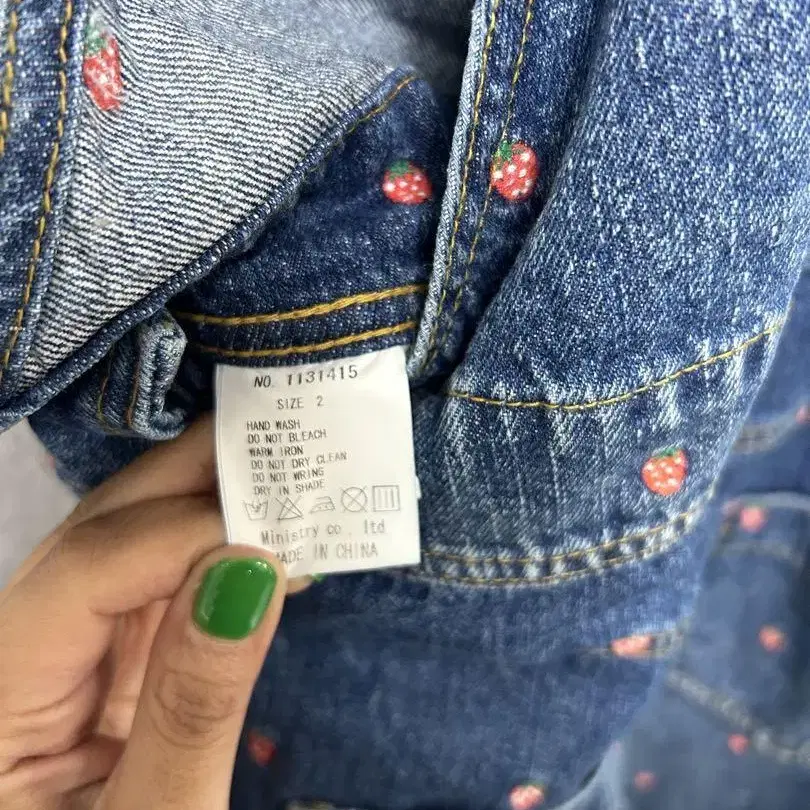 NO. 1131415
SIZE 2
HAND WASH
DO NOT BLEACH
WARM IRON
DO NOT DRY CLEAN
DO NOT WRING
DRY IN SHADE
Ministry co., ltd
MADE IN CHINA